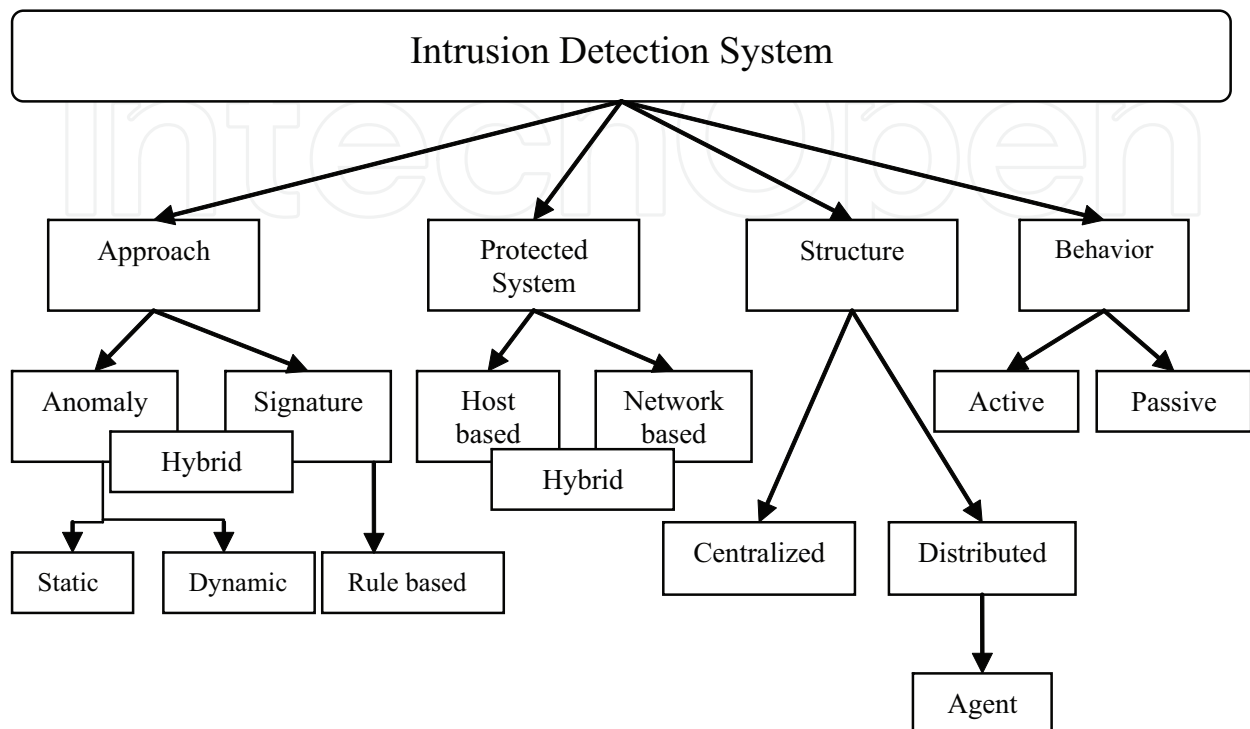 Intrusion Detection System
IntechOpen
Approach
Protected
System
Structure
Behavior
Anomaly
Signature
Hybrid
Host
based
Network
based
Hybrid
Active
Passive
Static
Dynamic
Rule based
Centralized
Distributed
Agent